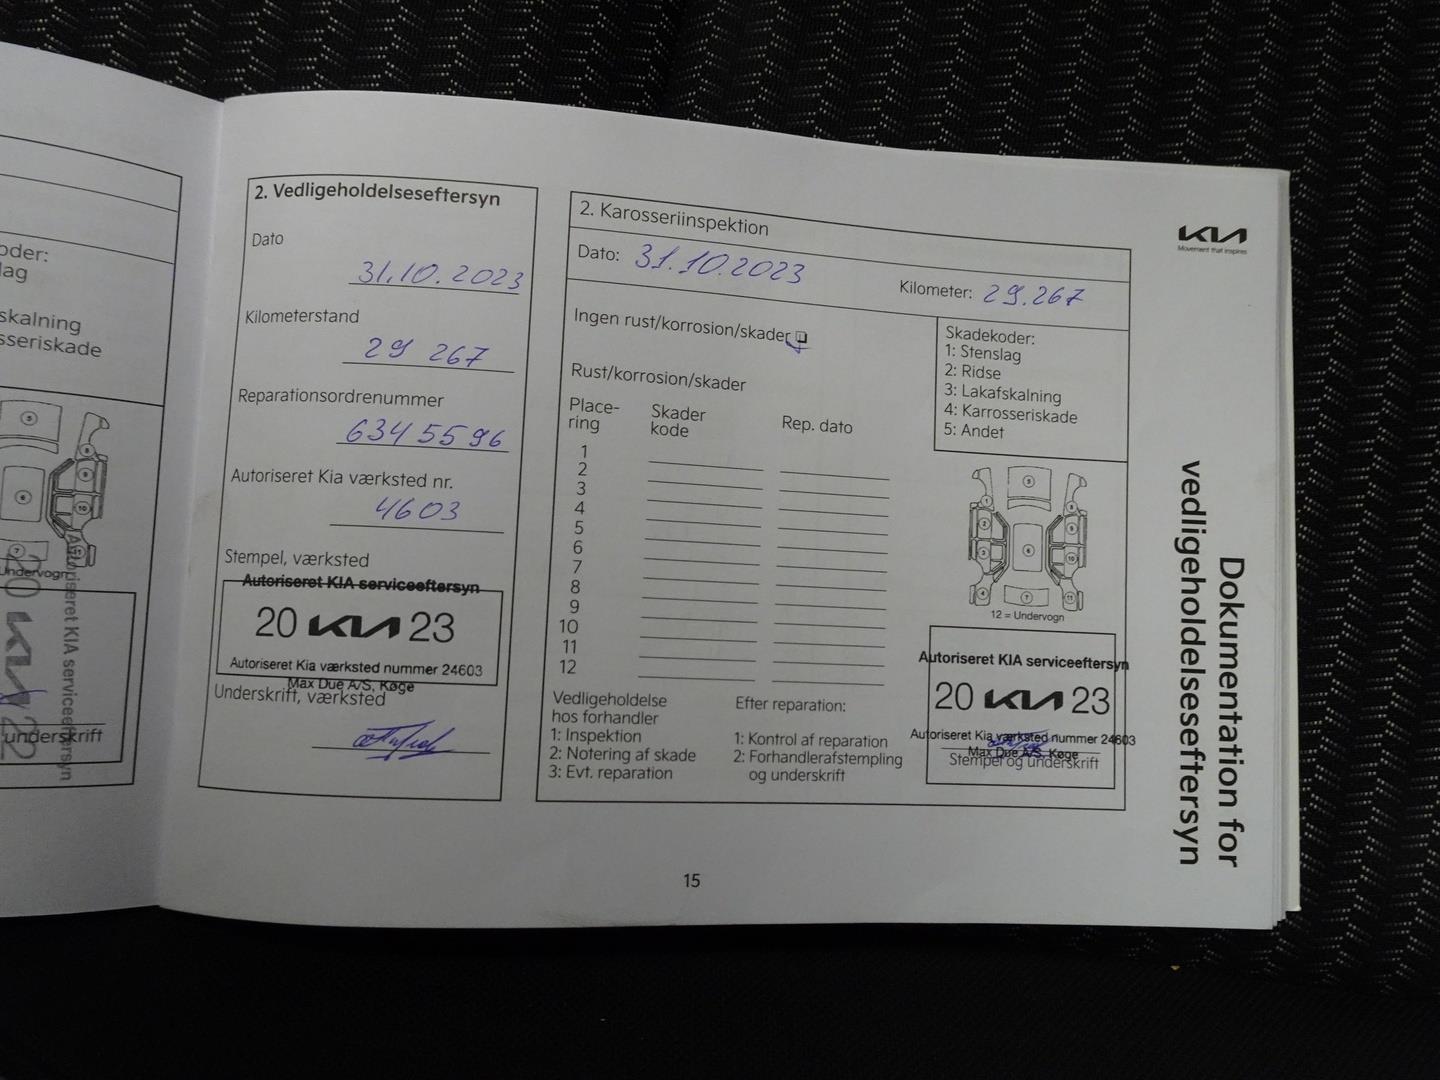 oder:
lag
skalning
sseriskade
Undervogn
Autoriseret KIA serviceeftersyn
20 KIA 22
underskrift
2. Vedligeholdelseseftersyn
Dato
31.10.2023
Kilometerstand
29 267
Reparationsordrenummer
6345596
Autoriseret Kia værksted nr.
4603
Stempel, værksted
Autoriseret KIA serviceeftersyn
20 KIA 23
Autoriseret Kia værksted nummer 24603
Max Due A/S, Køge
Underskrift, værksted
2. Karosseriinspektion
Dato: 31.10.2023
Kilometer: 29.267
Ingen rust/korrosion/skader
Rust/korrosion/skader
Place-
ring
Skader
kode
Rep. dato
1
2
3
4
5
6
7
8
9
10
11
12
Skadekoder:
1: Stenslag
2: Ridse
3: Lakafskalning
4: Karrosseriskade
5: Andet
12 = Undervogn
Vedligeholdelse
hos forhandler
1: Inspektion
2: Notering af skade
3: Evt. reparation
Efter reparation:
1: Kontrol af reparation
2: Forhandlerafstempling
og underskrift
Autoriseret KIA serviceeftersyn
20 KIA 23
Autoriseret Kia værksted nummer 24603
Max Due A/S, Køge
Stempel og underskrift
KIA
Movement that inspires
Dokumentation for
vedligeholdelseseftersyn
15